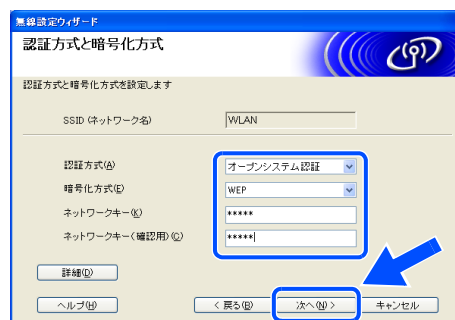 無線設定ウィザード
認証方式と暗号化方式
認証方式と暗号化方式を設定します
SSID (ネットワーク名) WLAN
認証方式(A) オープンシステム認証
暗号化方式(E) WEP
ネットワークキー(K) *****
ネットワークキー(確認用)(C) *****
詳細(D)
ヘルプ(H) < 戻る(B) 次へ(N) > キャンセル